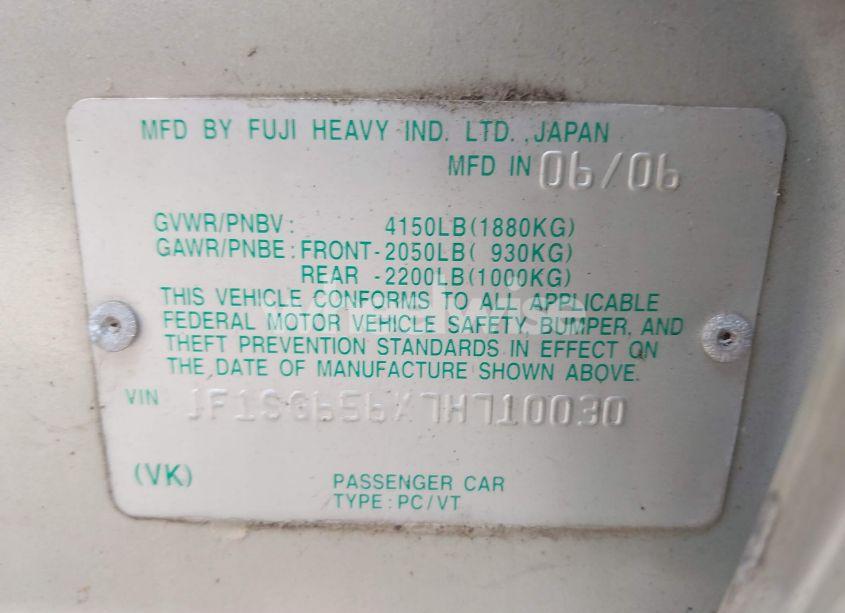 MFD BY FUJI HEAVY IND. LTD., JAPAN
MFD IN 06/06
GVWR/PNBV: 4150LB(1880KG)
GAWR/PNBE: FRONT-2050LB( 930KG)
REAR -2200LB(1000KG)
THIS VEHICLE CONFORMS TO ALL APPLICABLE
FEDERAL MOTOR VEHICLE SAFETY, BUMPER, AND
THEFT PREVENTION STANDARDS IN EFFECT ON
THE DATE OF MANUFACTURE SHOWN ABOVE.
VIN JF1SG656X7H710030
(VK) PASSENGER CAR
TYPE: PC/VT